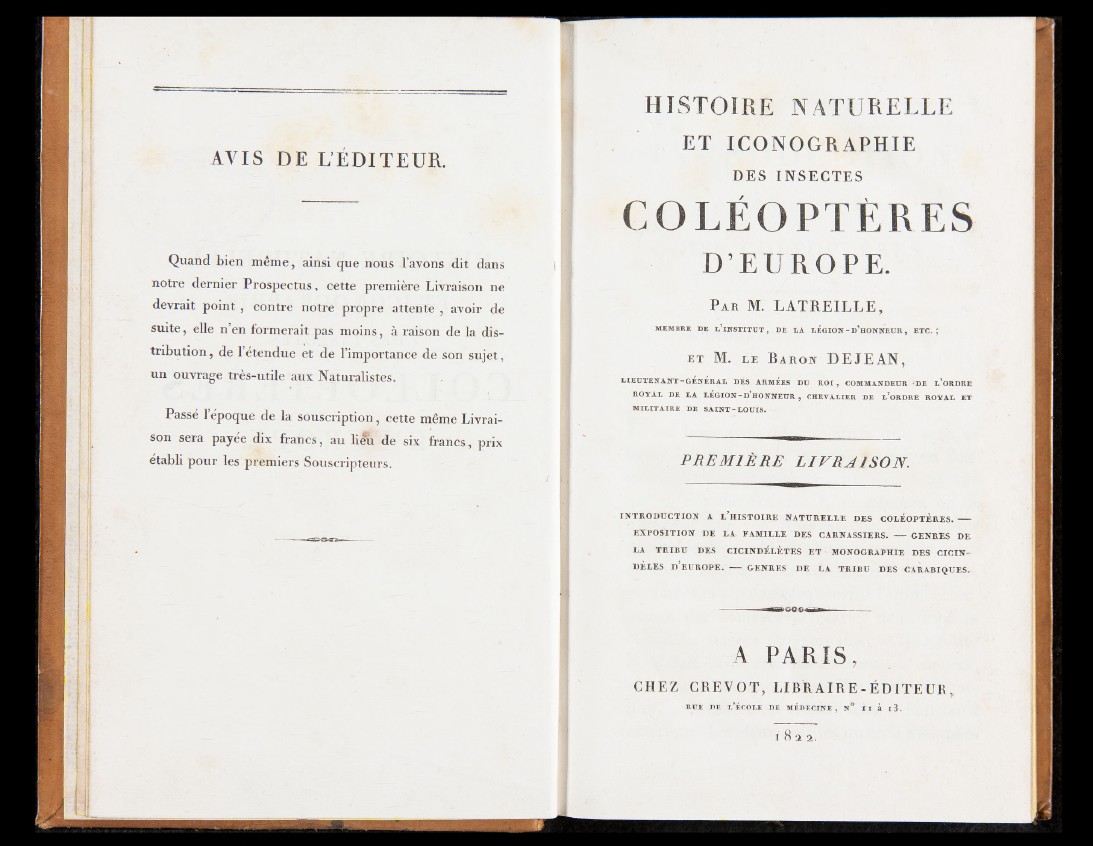 AVIS DE L'ÉDITEUR.
Quand bien même, ainsi que nous l'avons dit dans
notre dernier Prospectus, cette première Livraison ne
devrait point, contre notre propre attente, avoir de
suite, elle n'en formerait pas moins, à raison de la dis-
tribution, de l'étendue et de l'importance de son sujet,
un ouvrage très-utile aux Naturalistes.
Passé l'époque de la souscription, cette même Livrai-
son sera payée dix francs, au lieu de six francs, prix
établi pour les premiers Souscripteurs.
HISTOIRE NATURELLE
ET ICONOGRAPHIE
DES INSECTES
COLÉOPTÈRES
D'EUROPE.
PAR M. LATREILLE,
MEMBRE DE L'INSTITUT, DE LA LÉGION-D'HONNEUR, ETC.;
ET M. LE BARON DEJEAN,
LIEUTENANT-GÉNÉRAL DES ARMÉES DU ROI, COMMANDEUR DE L'ORDRE
ROYAL DE LA LÉGION-D'HONNEUR, CHEVALIER DE L'ORDRE ROYAL ET
MILITAIRE DE SAINT-LOUIS.
PREMIÈRE LIVRAISON.
INTRODUCTION A L'HISTOIRE NATURELLE DES COLÉOPTÈRES. —
EXPOSITION DE LA FAMILLE DES CARNASSIERS. — GENRES DE
LA TRIBU DES CICINDÉLÈTES ET MONOGRAPHIE DES CICIN-
DÈLES D'EUROPE. — GENRES DE LA TRIBU DES CARABIQUES.
A PARIS,
CHEZ CREVOT, LIBRAIRE-ÉDITEUR,
RUE DE L'ÉCOLE DE MÉDECINE, N° 11 à 13.
1822.